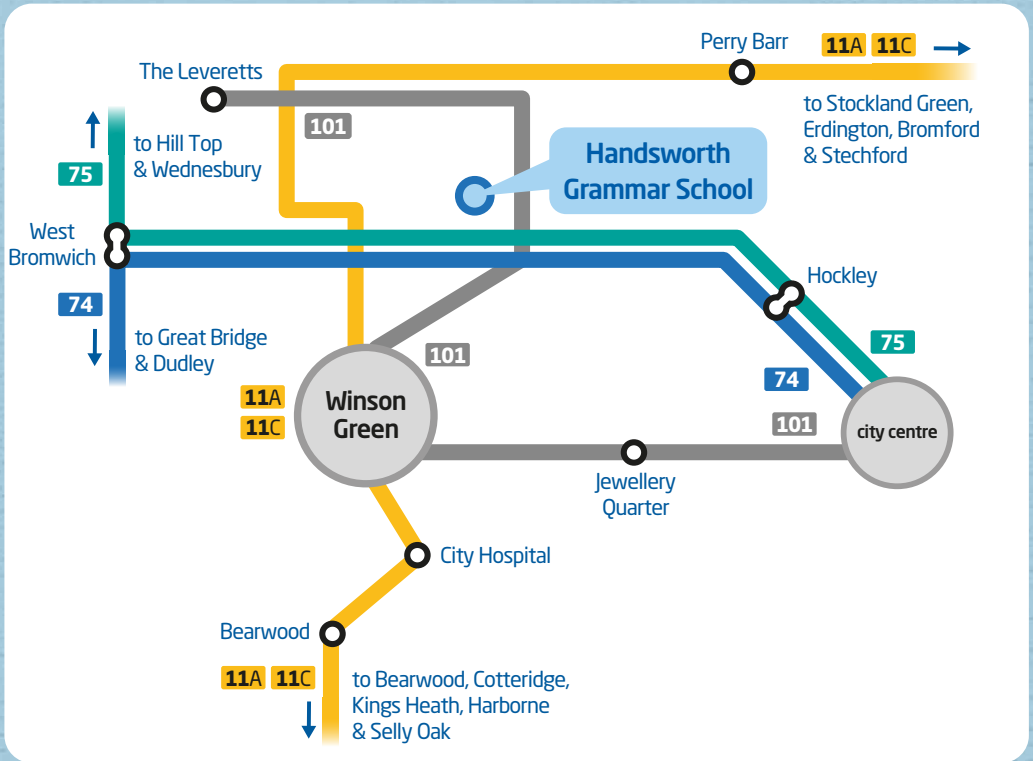 Perry Barr
11A 11C
The Leveretts
to Stockland Green,
Erdington, Bromford
& Stechford
101
to Hill Top
& Wednesbury
75
Handsworth
Grammar School
West
Bromwich
Hockley
74
to Great Bridge
& Dudley
75
101
74
11A
11C
Winson
Green
101
city centre
Jewellery
Quarter
City Hospital
Bearwood
11A 11C
to Bearwood, Cotteridge,
Kings Heath, Harborne
& Selly Oak